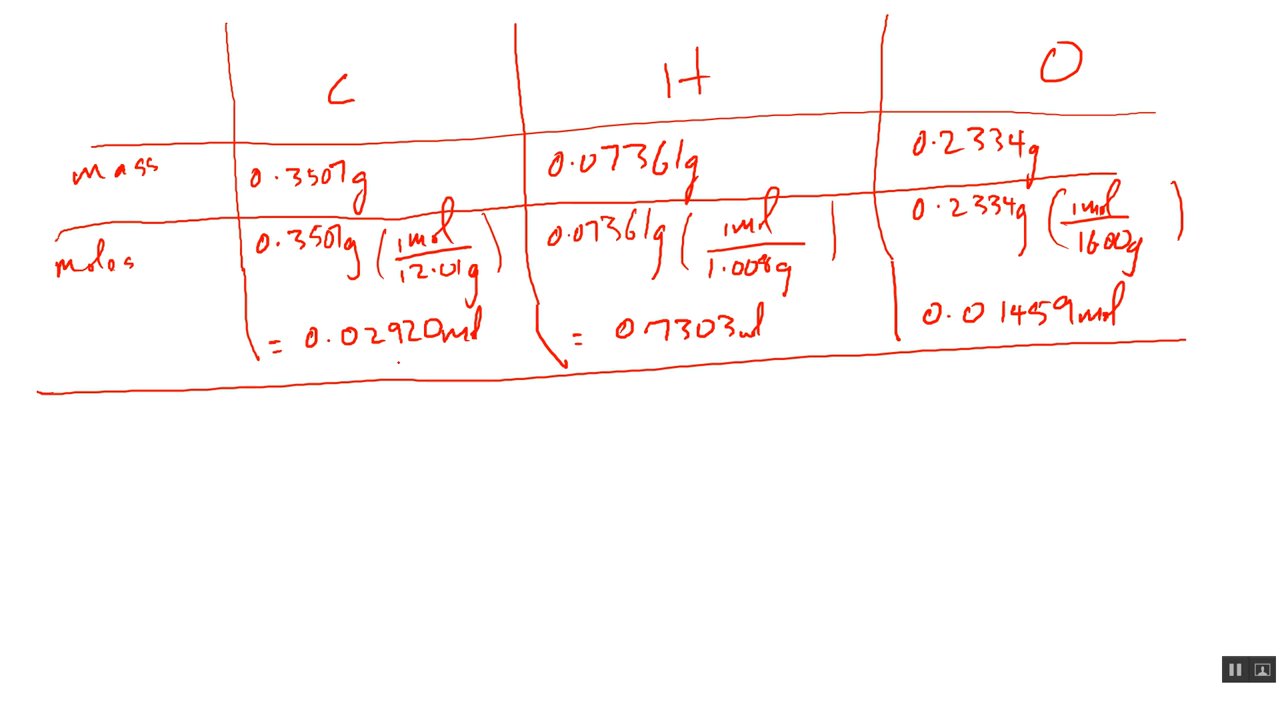 C H O
mass 0.3507g 0.07361g 0.2334g
moles 0.3507g (1mol/12.01g) 0.07361g (1mol/1.008g) 0.2334g (1mol/16.00g)
= 0.02920mol = 0.7303mol 0.01459mol